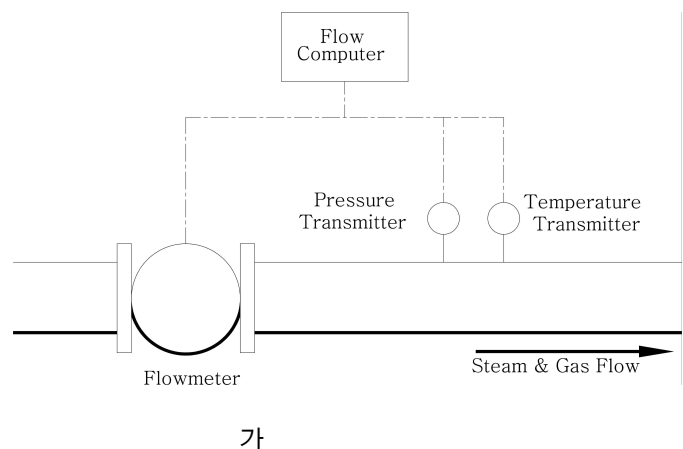 Flow
Computer
Pressure
Transmitter
Temperature
Transmitter
Flowmeter
Steam & Gas Flow
가